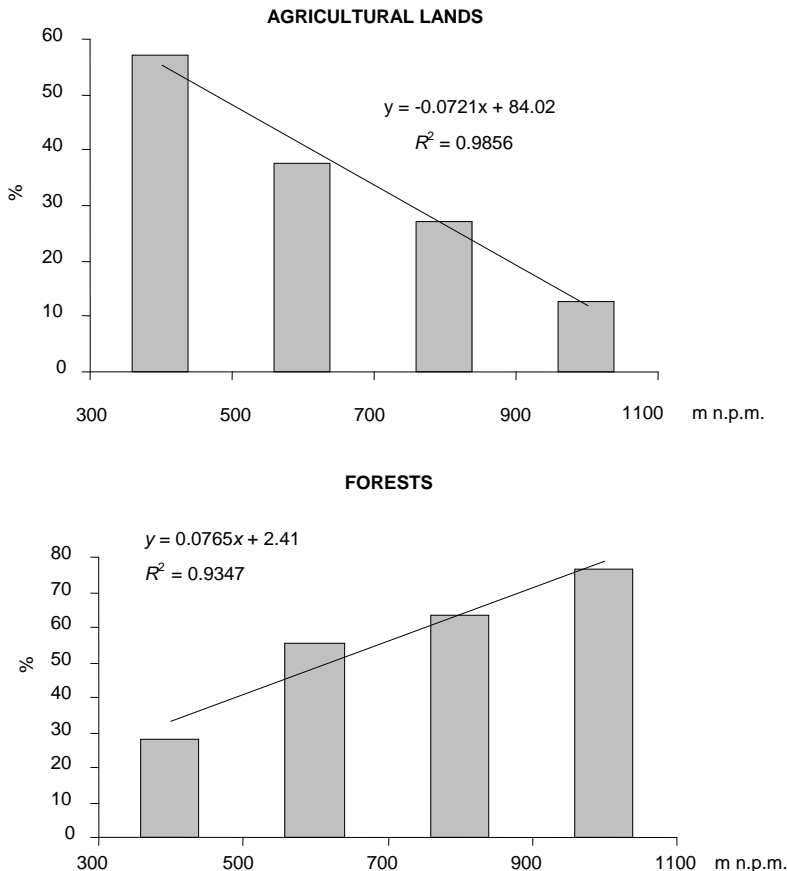 AGRICULTURAL LANDS
60
50
40
30
20
10
0
%
y = -0.0721x + 84.02
R² = 0.9856
300 500 700 900 1100 m n.p.m.
FORESTS
y = 0.0765x + 2.41
R² = 0.9347
80
70
60
50
40
30
20
10
0
%
300 500 700 900 1100 m n.p.m.